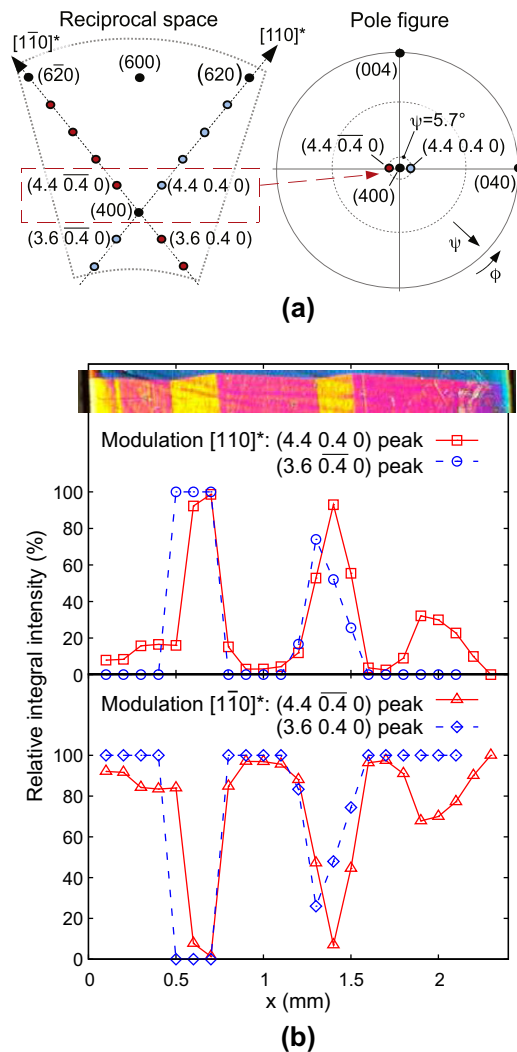 Reciprocal space
Pole figure
[11̅0]*
[110]*
(62̅0)
(600)
(620)
(004)
ψ=5.7°
(4.4 0.4̅ 0)
(4.4 0.4 0)
(400)
(040)
(4.4 0.4̅ 0)
(4.4 0.4 0)
(400)
(3.6 0.4̅ 0)
(3.6 0.4 0)
ψ
ϕ
(a)
Modulation [110]*: (4.4 0.4 0) peak
(3.6 0.4̅ 0) peak
100
80
60
40
20
0
Modulation [11̅0]*: (4.4 0.4̅ 0) peak
(3.6 0.4 0) peak
100
80
60
40
20
0
Relative integral intensity (%)
0 0.5 1 1.5 2
x (mm)
(b)